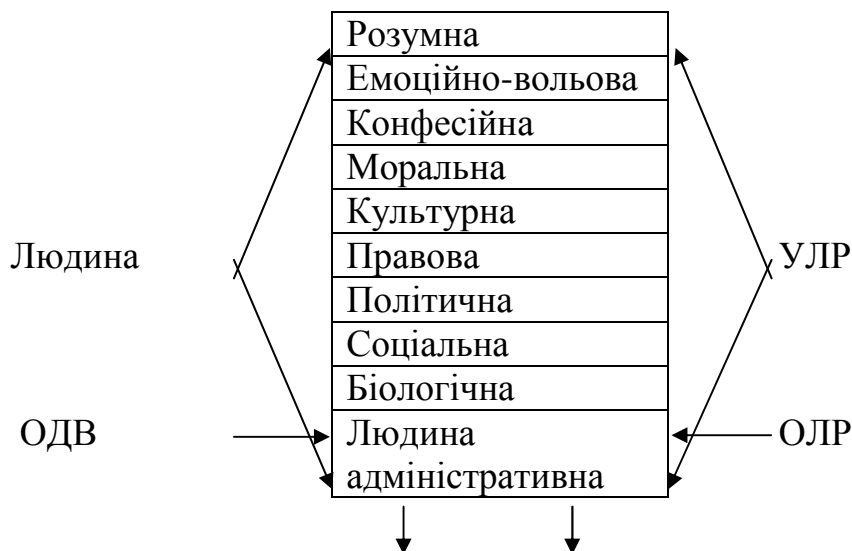 Розумна
Емоційно-вольова
Конфесійна
Моральна
Культурна
Людина
Правова
УЛР
Політична
Соціальна
Біологічна
ОДВ
Людина
адміністративна
ОЛР